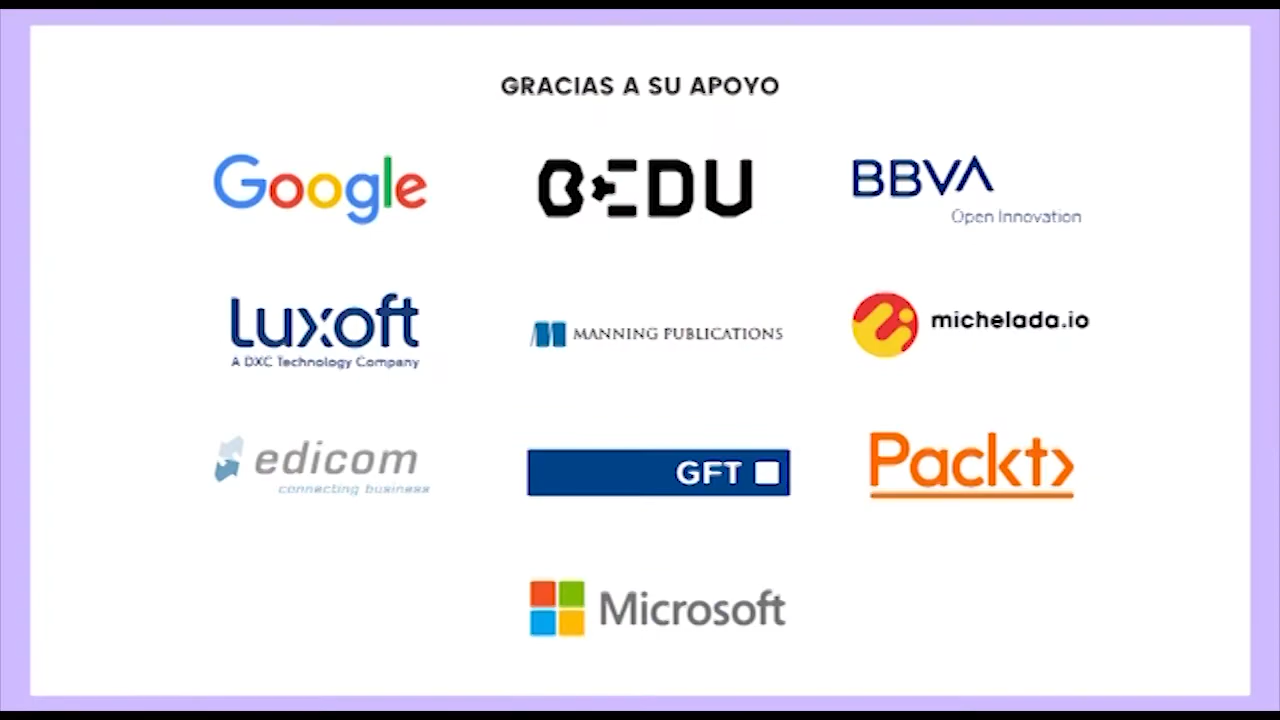 GRACIAS A SU APOYO
Google
BEDU
BBVA
Open Innovation
Luxoft
A DXC Technology Company
MANNING PUBLICATIONS
michelada.io
edicom
connecting business
GFT
Packt
Microsoft